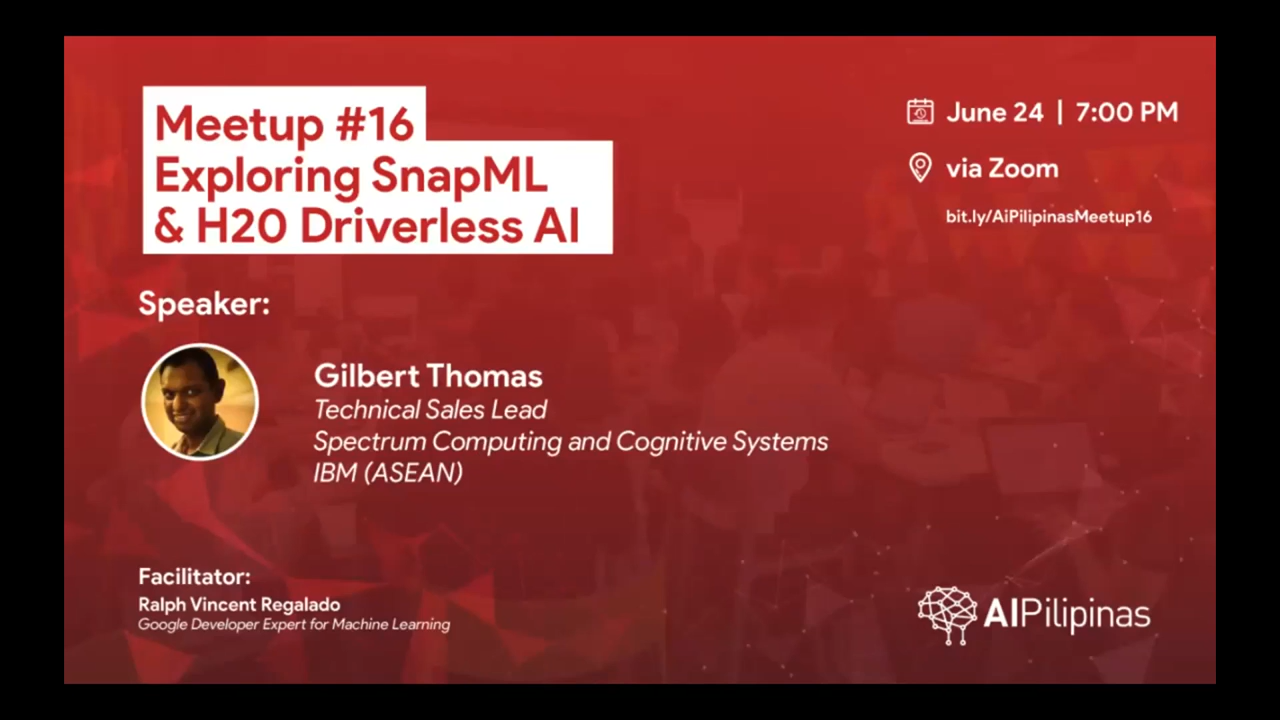 Meetup #16
Exploring SnapML
& H20 Driverless AI
June 24 | 7:00 PM
via Zoom
bit.ly/AiPilipinasMeetup16
Speaker:
Gilbert Thomas
Technical Sales Lead
Spectrum Computing and Cognitive Systems
IBM (ASEAN)
Facilitator:
Ralph Vincent Regalado
Google Developer Expert for Machine Learning
AIPilipinas